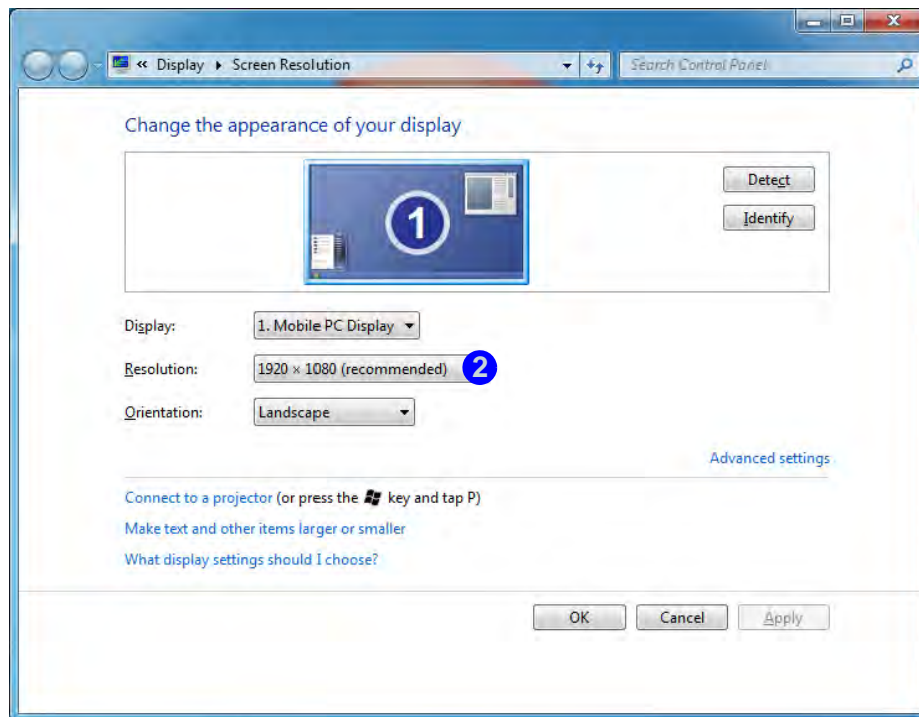 « Display ▸ Screen Resolution
Search Control Panel
Change the appearance of your display
1
Detect
Identify
Display: 1. Mobile PC Display
Resolution: 1920 × 1080 (recommended) 2
Orientation: Landscape
Advanced settings
Connect to a projector (or press the key and tap P)
Make text and other items larger or smaller
What display settings should I choose?
OK Cancel Apply